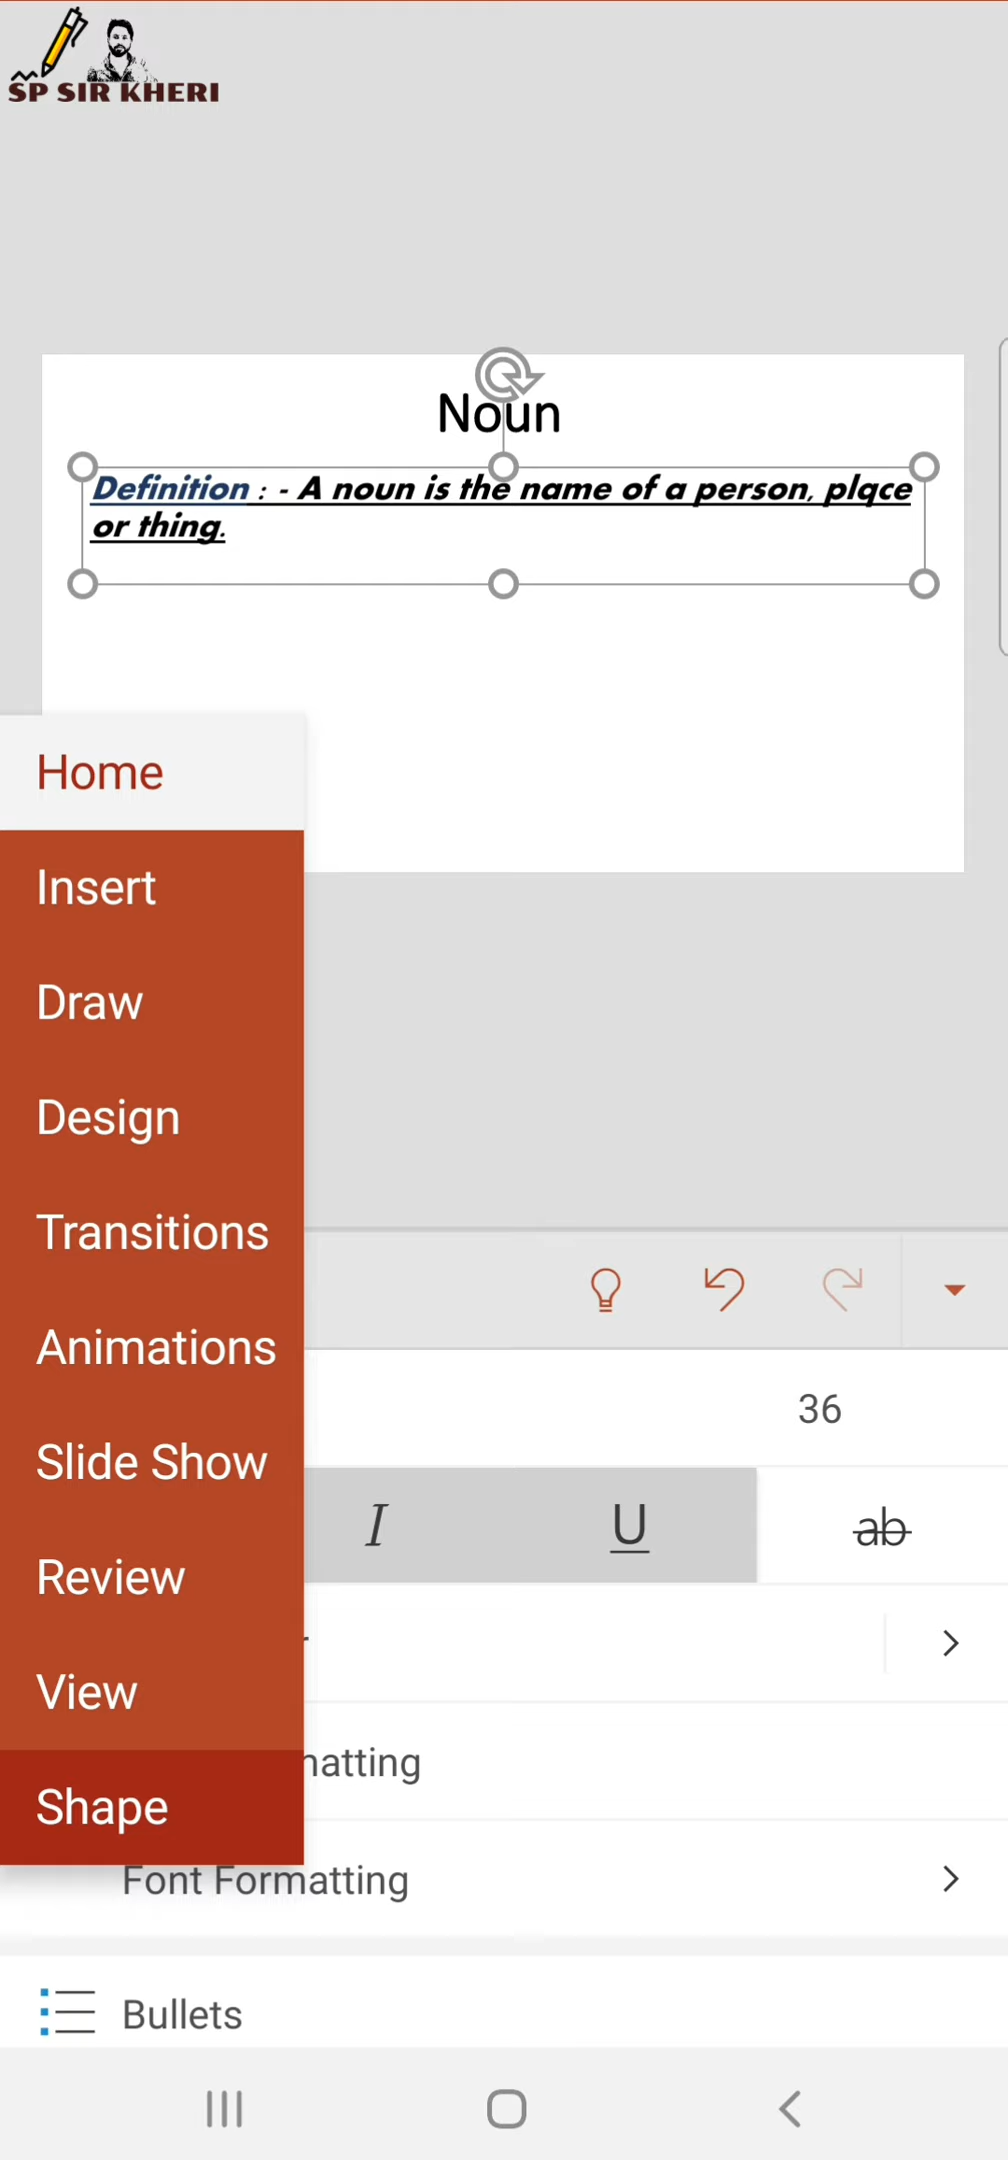 SP SIR KHERI
Noun
Definition : - A noun is the name of a person, plqce
or thing.
Home
Insert
Draw
Design
Transitions
Animations
Slide Show
Review
View
Shape
36
I
U
ab
matting
Font Formatting
Bullets